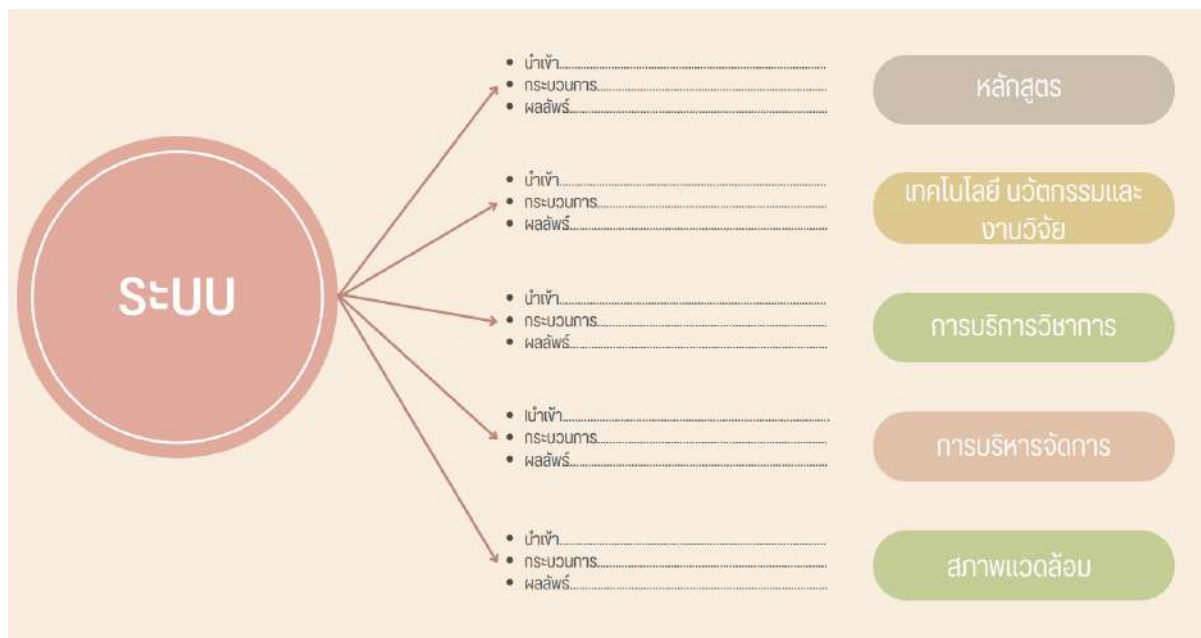 ระบบ
• นำเข้า........................................................................
• กระบวนการ........................................................................
• ผลลัพธ์........................................................................
หลักสูตร
• นำเข้า........................................................................
• กระบวนการ........................................................................
• ผลลัพธ์........................................................................
เทคโนโลยี นวัตกรรมและ
งานวิจัย
• นำเข้า........................................................................
• กระบวนการ........................................................................
• ผลลัพธ์........................................................................
การบริการวิชาการ
• เนำเข้า........................................................................
• กระบวนการ........................................................................
• ผลลัพธ์........................................................................
การบริหารจัดการ
• นำเข้า........................................................................
• กระบวนการ........................................................................
• ผลลัพธ์........................................................................
สภาพแวดล้อม